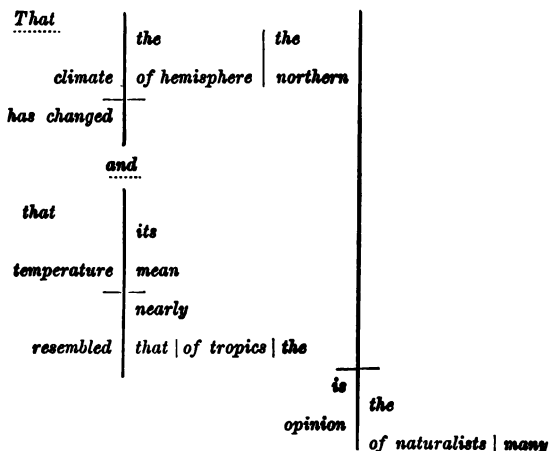 That
the the
climate of hemisphere northern
has changed
and
that
its
temperature mean
nearly
resembled that of tropics the
is
the
opinion
of naturalists many